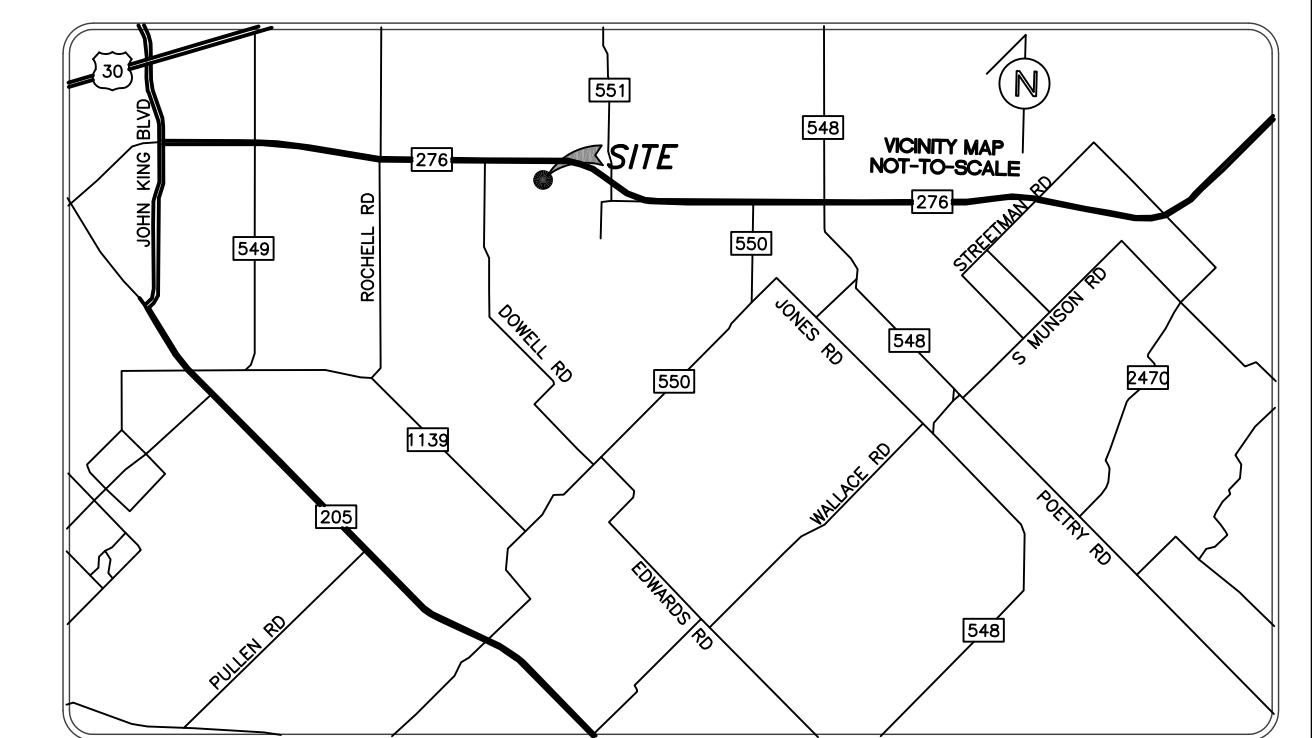 30
551
548
N
JOHN KING BLVD
276
SITE
VICINITY MAP
NOT-TO-SCALE
276
STREETMAN RD
549
ROCHELL RD
550
DOWELL RD
JONES RD
S MUNSON RD
548
550
2470
1139
WALLACE RD
205
POETRY RD
EDWARDS RD
PULLEN RD
548